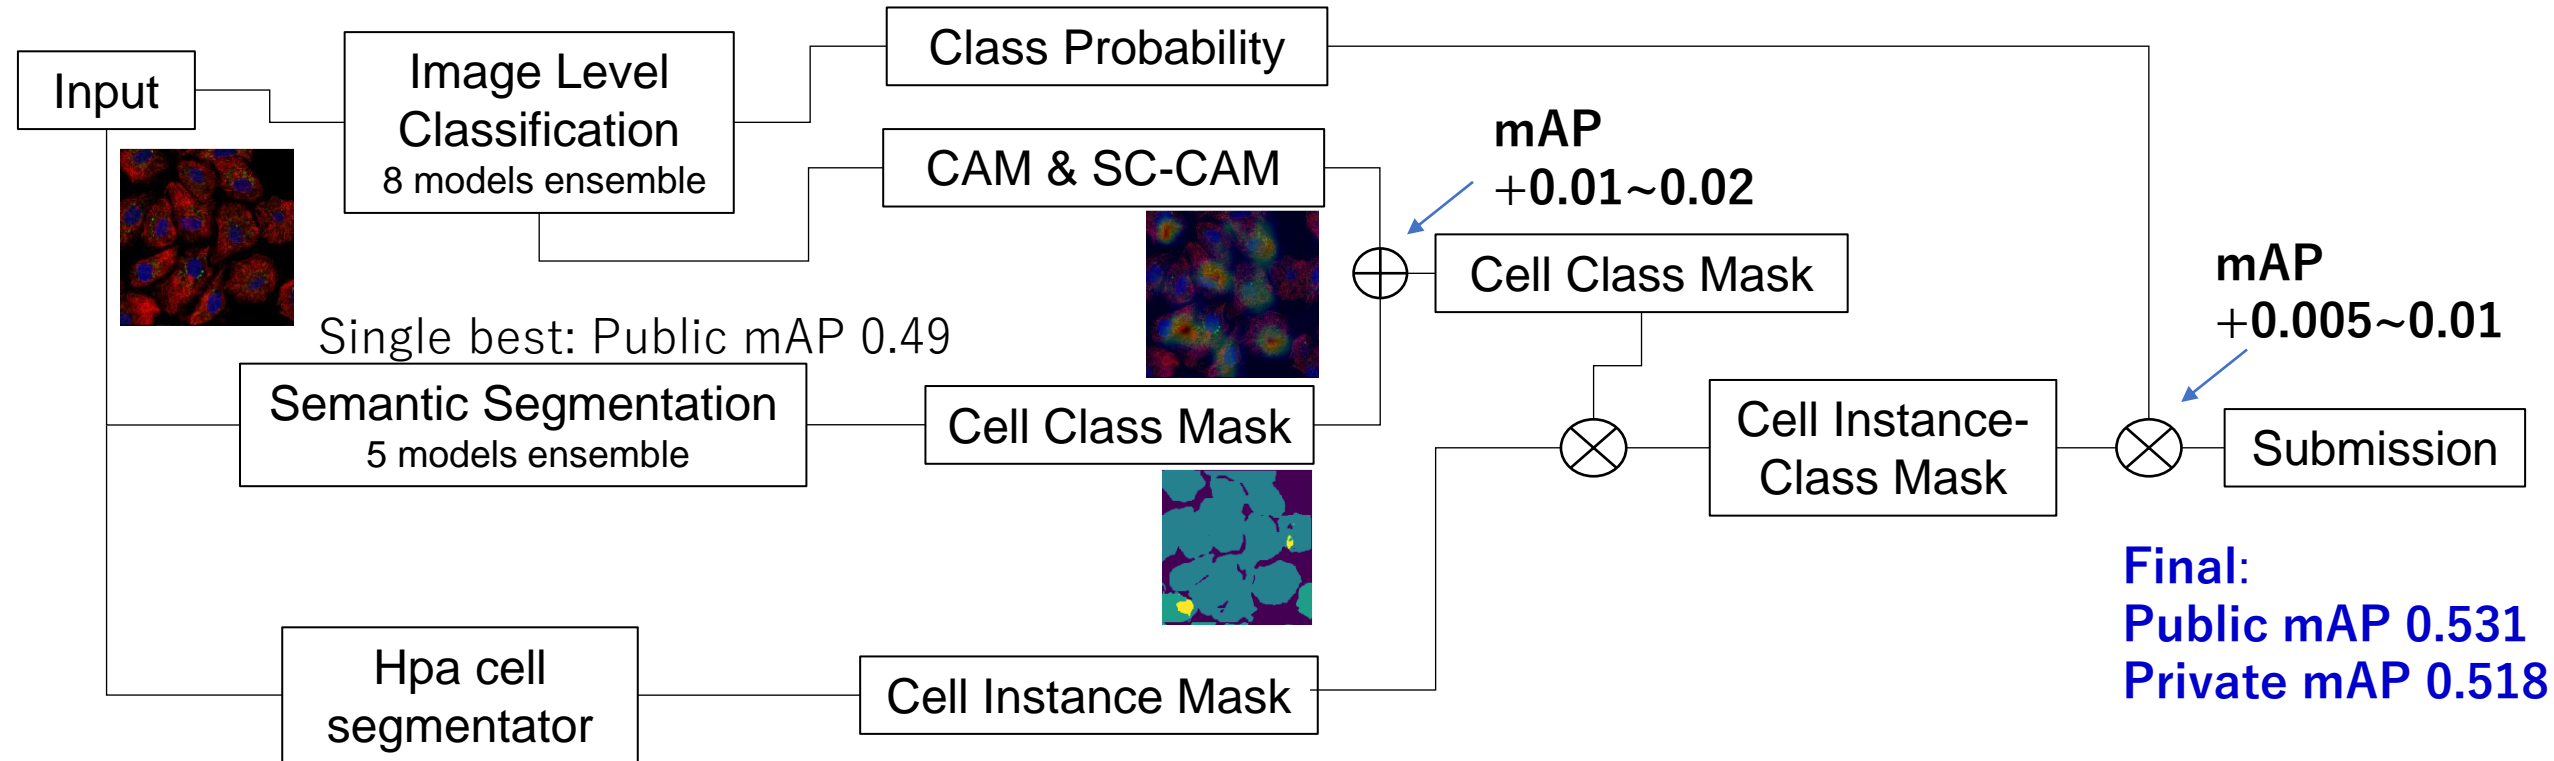 Input
Image Level
Classification
8 models ensemble
Class Probability
CAM & SC-CAM
mAP
+0.01~0.02
Cell Class Mask
mAP
+0.005~0.01
Single best: Public mAP 0.49
Semantic Segmentation
5 models ensemble
Cell Class Mask
Cell Instance-
Class Mask
Submission
Hpa cell
segmentator
Cell Instance Mask
Final:
Public mAP 0.531
Private mAP 0.518